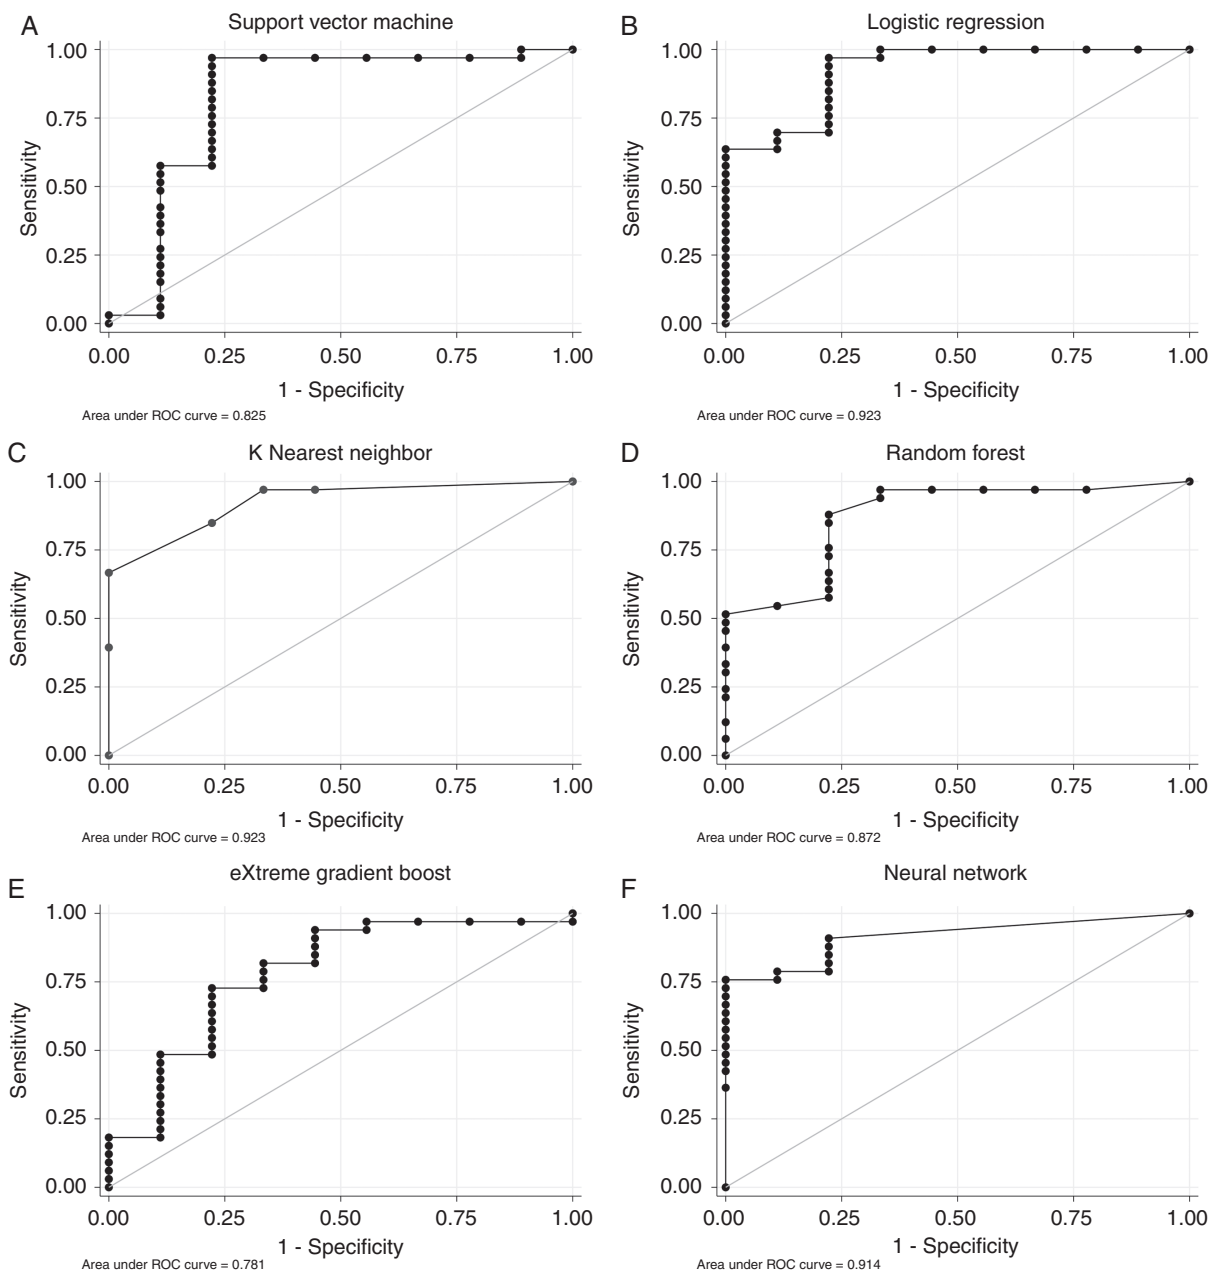 A
Support vector machine
1.00
0.75
0.50
0.25
0.00
Sensitivity
0.00 0.25 0.50 0.75 1.00
1 - Specificity
Area under ROC curve = 0.825
B
Logistic regression
1.00
0.75
0.50
0.25
0.00
Sensitivity
0.00 0.25 0.50 0.75 1.00
1 - Specificity
Area under ROC curve = 0.923
C
K Nearest neighbor
1.00
0.75
0.50
0.25
0.00
Sensitivity
0.00 0.25 0.50 0.75 1.00
1 - Specificity
Area under ROC curve = 0.923
D
Random forest
1.00
0.75
0.50
0.25
0.00
Sensitivity
0.00 0.25 0.50 0.75 1.00
1 - Specificity
Area under ROC curve = 0.872
E
eXtreme gradient boost
1.00
0.75
0.50
0.25
0.00
Sensitivity
0.00 0.25 0.50 0.75 1.00
1 - Specificity
Area under ROC curve = 0.781
F
Neural network
1.00
0.75
0.50
0.25
0.00
Sensitivity
0.00 0.25 0.50 0.75 1.00
1 - Specificity
Area under ROC curve = 0.914